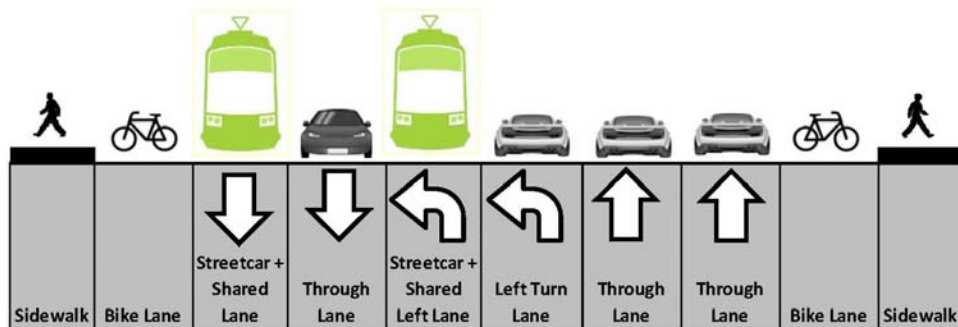 Streetcar + Streetcar +
Shared Through Shared Left Turn Through Through
Sidewalk Bike Lane Lane Lane Left Lane Lane Lane Lane Bike Lane Sidewalk